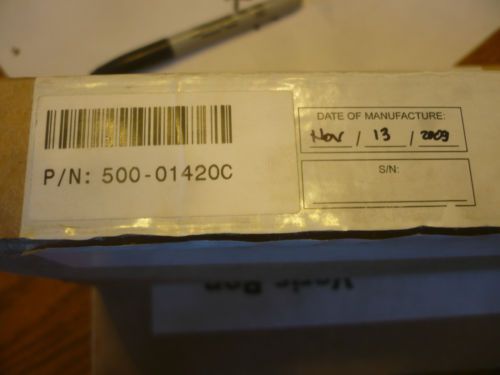 P/N: 500-01420C
DATE OF MANUFACTURE:
Nov / 13 / 2009
S/N: